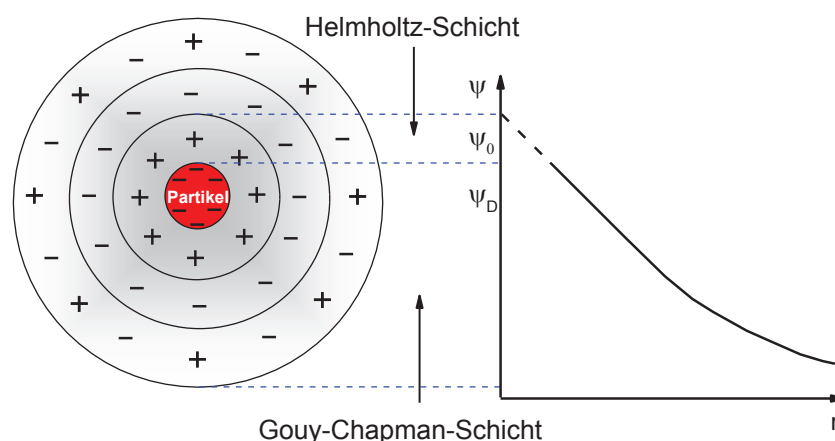 Helmholtz-Schicht
ψ
ψ0
Partikel
ψD
Gouy-Chapman-Schicht
r